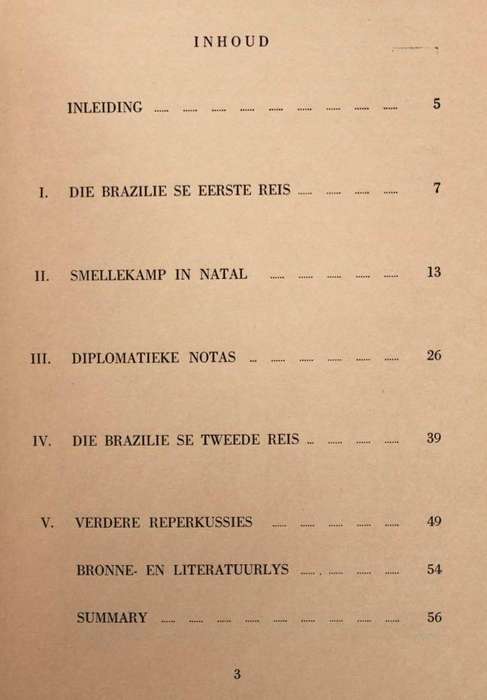 INHOUD
INLEIDING ...... ...... ...... ...... ...... ...... ...... ...... ...... 5
I. DIE BRAZILIE SE EERSTE REIS ...... ...... ...... ...... 7
II. SMELLEKAMP IN NATAL ...... ...... ...... ...... 13
III. DIPLOMATIEKE NOTAS ... ...... ...... ...... ...... ...... 26
IV. DIE BRAZILIE SE TWEEDE REIS ... ...... ...... ...... 39
V. VERDERE REPERKUSSIES ...... ...... ...... ...... ...... 49
BRONNE- EN LITERATUURLYS ...... ...... ...... ...... 54
SUMMARY ...... ...... ...... ...... ...... ...... ...... ...... ...... 56
3